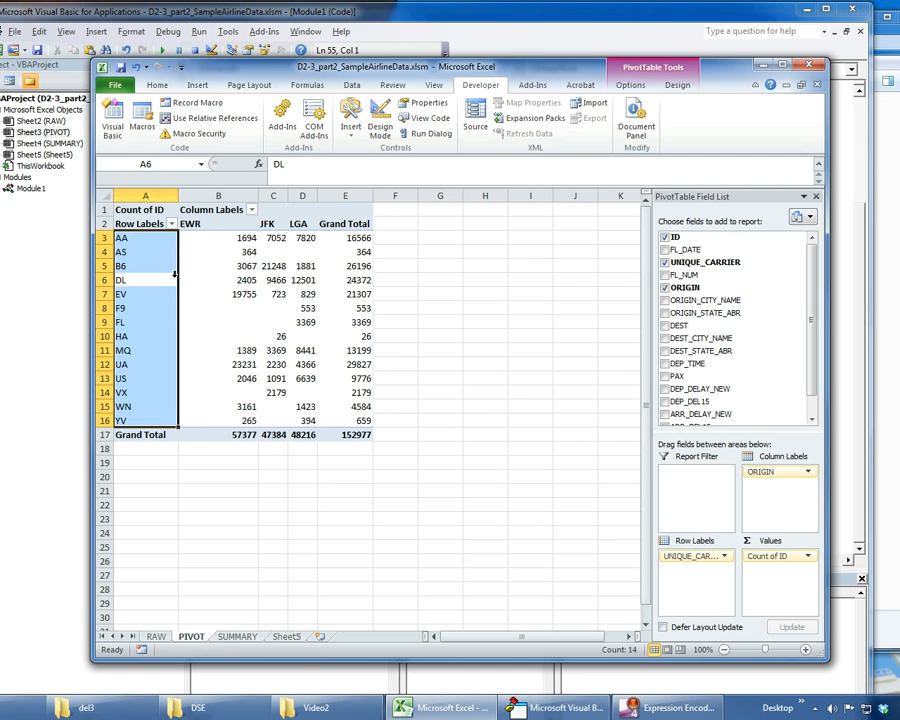 Microsoft Visual Basic for Applications - D2-3_part2_SampleAirlineData.xlsm - [Module1 (Code)]
File Edit View Insert Format Debug Run Tools Add-Ins Window Help Type a question for help
Ln 55, Col 1
VBAProject
AProject (D2-3_part2_
Microsoft Excel Objects
Sheet2 (RAW)
Sheet3 (PIVOT)
Sheet4 (SUMMARY)
Sheet5 (Sheet5)
ThisWorkbook
Modules
Module1
D2-3_part2_SampleAirlineData.xlsm - Microsoft Excel
PivotTable Tools
File Home Insert Page Layout Formulas Data Review View Developer Add-Ins Acrobat Options Design
Visual Basic
Macros
Record Macro
Use Relative References
Macro Security
Code
Add-Ins
COM Add-Ins
Add-Ins
Insert
Design Mode
Properties
View Code
Run Dialog
Controls
Source
Map Properties
Expansion Packs
Refresh Data
Import
Export
XML
Document Panel
Modify
A6 fx DL
A B C D E F G H I J K
1 Count of ID Column Labels
2 Row Labels EWR JFK LGA Grand Total
3 AA 1694 7052 7820 16566
4 AS 364 364
5 B6 3067 21248 1881 26196
6 DL 2405 9466 12501 24372
7 EV 19755 723 829 21307
8 F9 553 553
9 FL 3369 3369
10 HA 26 26
11 MQ 1389 3369 8441 13199
12 UA 23231 2230 4366 29827
13 US 2046 1091 6639 9776
14 VX 2179 2179
15 WN 3161 1423 4584
16 YV 265 394 659
17 Grand Total 57377 47384 48216 152977
18
19
20
21
22
23
24
25
26
27
28
29
30
PivotTable Field List
Choose fields to add to report:
ID
FL_DATE
UNIQUE_CARRIER
FL_NUM
ORIGIN
ORIGIN_CITY_NAME
ORIGIN_STATE_ABR
DEST
DEST_CITY_NAME
DEST_STATE_ABR
DEP_TIME
PAX
DEP_DELAY_NEW
DEP_DEL15
ARR_DELAY_NEW
Drag fields between areas below:
Report Filter Column Labels
ORIGIN
Row Labels Σ Values
UNIQUE_CAR... Count of ID
Defer Layout Update Update
RAW PIVOT SUMMARY Sheet5
Ready Count: 14 100%
del3 DSE Video2 Microsoft Excel - ... Microsoft Visual B... Expression Encod... Desktop